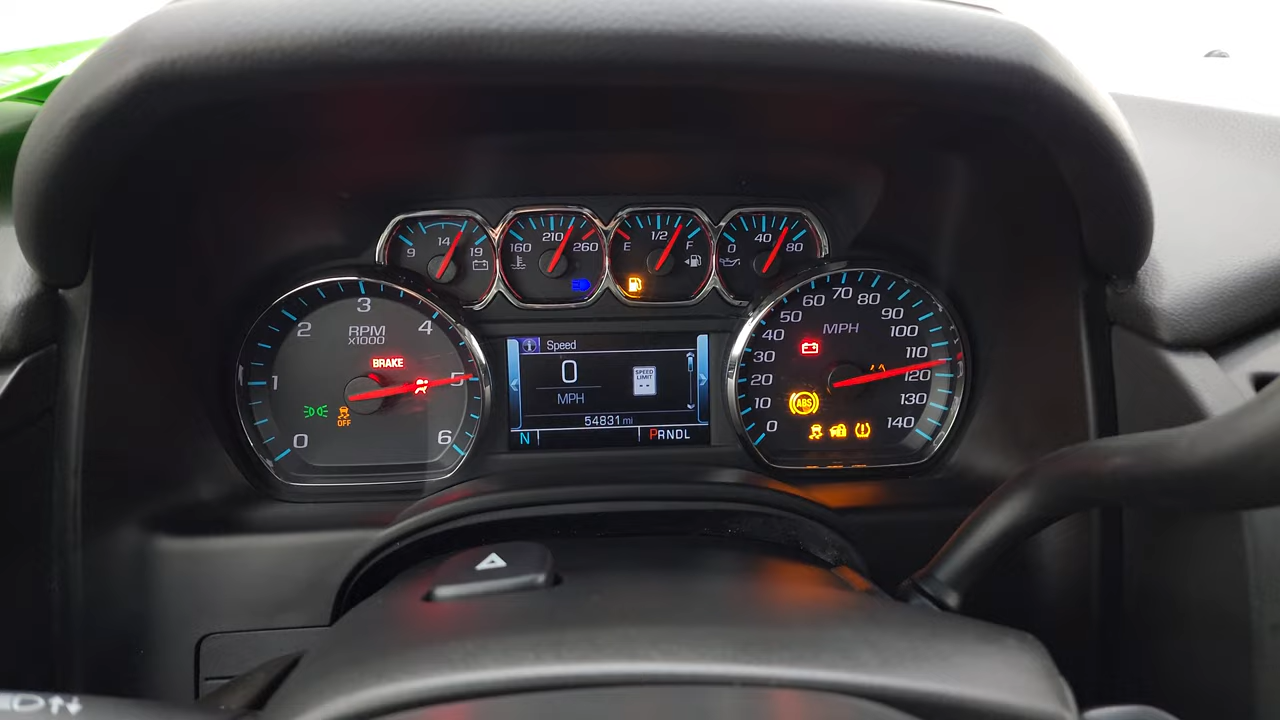 9 14 19
160 210 260
E 1/2 F
0 40 80
0 1 2 3 4 5 6
RPM
X1000
BRAKE
OFF
i Speed
0
MPH
SPEED
LIMIT
--
54831 mi
N PRNDL
0 10 20 30 40 50 60 70 80 90 100 110 120 130 140
MPH
ABS